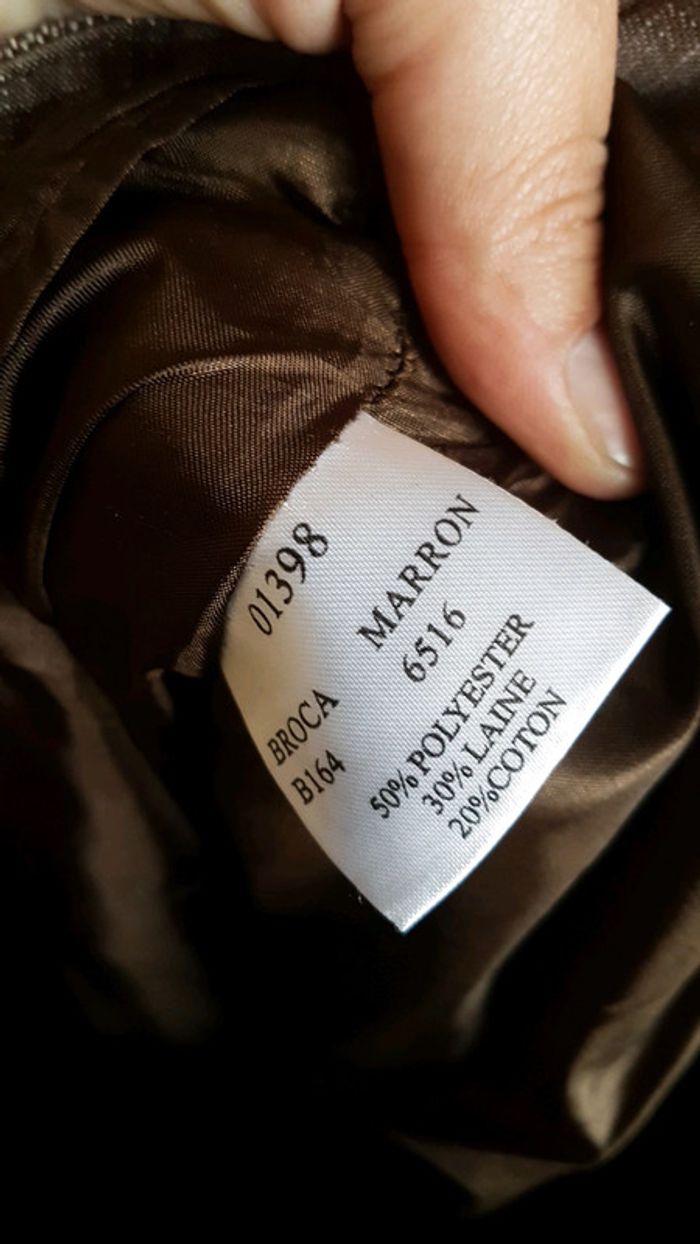 01398
MARRON
6516
BROCA
B164
50% POLYESTER
30% LAINE
20%COTON